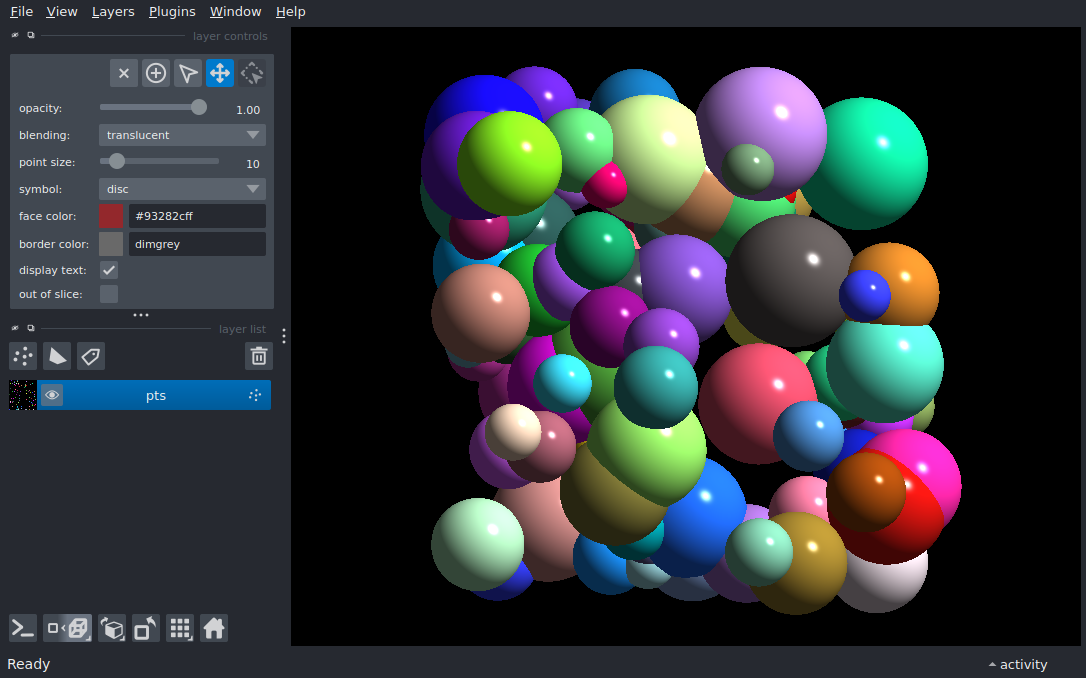 File View Layers Plugins Window Help
layer controls
opacity: 1.00
blending: translucent
point size: 10
symbol: disc
face color: #93282cff
border color: dimgrey
display text:
out of slice:
layer list
pts
Ready
activity